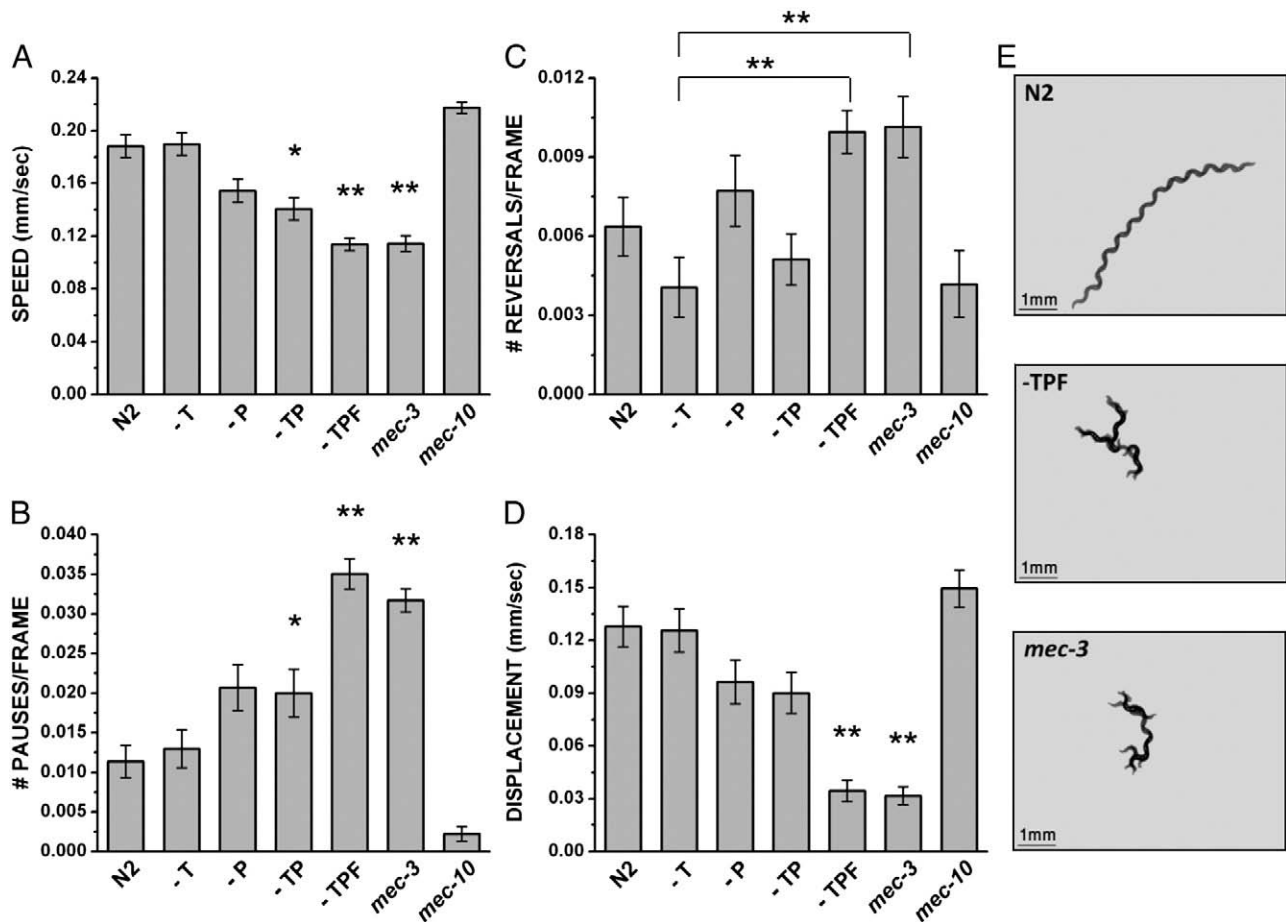 A
SPEED (mm/sec)
0.24
0.20
0.16
0.12
0.08
0.04
0.00
*
**
**
N2
- T
- P
- TP
- TPF
mec-3
mec-10
B
# PAUSES/FRAME
0.040
0.035
0.030
0.025
0.020
0.015
0.010
0.005
0.000
*
**
**
N2
- T
- P
- TP
- TPF
mec-3
mec-10
C
# REVERSALS/FRAME
0.012
0.009
0.006
0.003
0.000
**
**
N2
- T
- P
- TP
- TPF
mec-3
mec-10
D
DISPLACEMENT (mm/sec)
0.18
0.15
0.12
0.09
0.06
0.03
0.00
**
**
N2
- T
- P
- TP
- TPF
mec-3
mec-10
E
N2
1mm
-TPF
1mm
mec-3
1mm